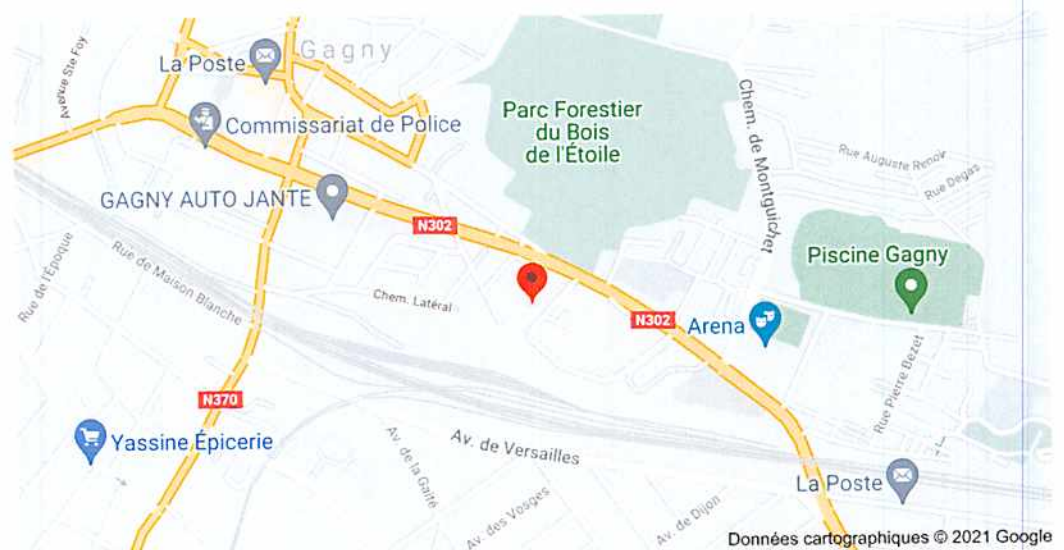 Gagny
La Poste
Avenue Ste Foy
Commissariat de Police
Parc Forestier
du Bois
de l'Étoile
Chem. de Montguichet
Rue Auguste Renoir
Rue Degas
GAGNY AUTO JANTE
N302
Piscine Gagny
Rue de l'Époque
Rue de Maison Blanche
Chem. Latéral
N302
Arena
Rue Pierre Bezet
N370
Yassine Épicerie
Av. de la Gaîté
Av. de Versailles
La Poste
Av. des Vosges
Av. de Dijon
Données cartographiques © 2021 Google